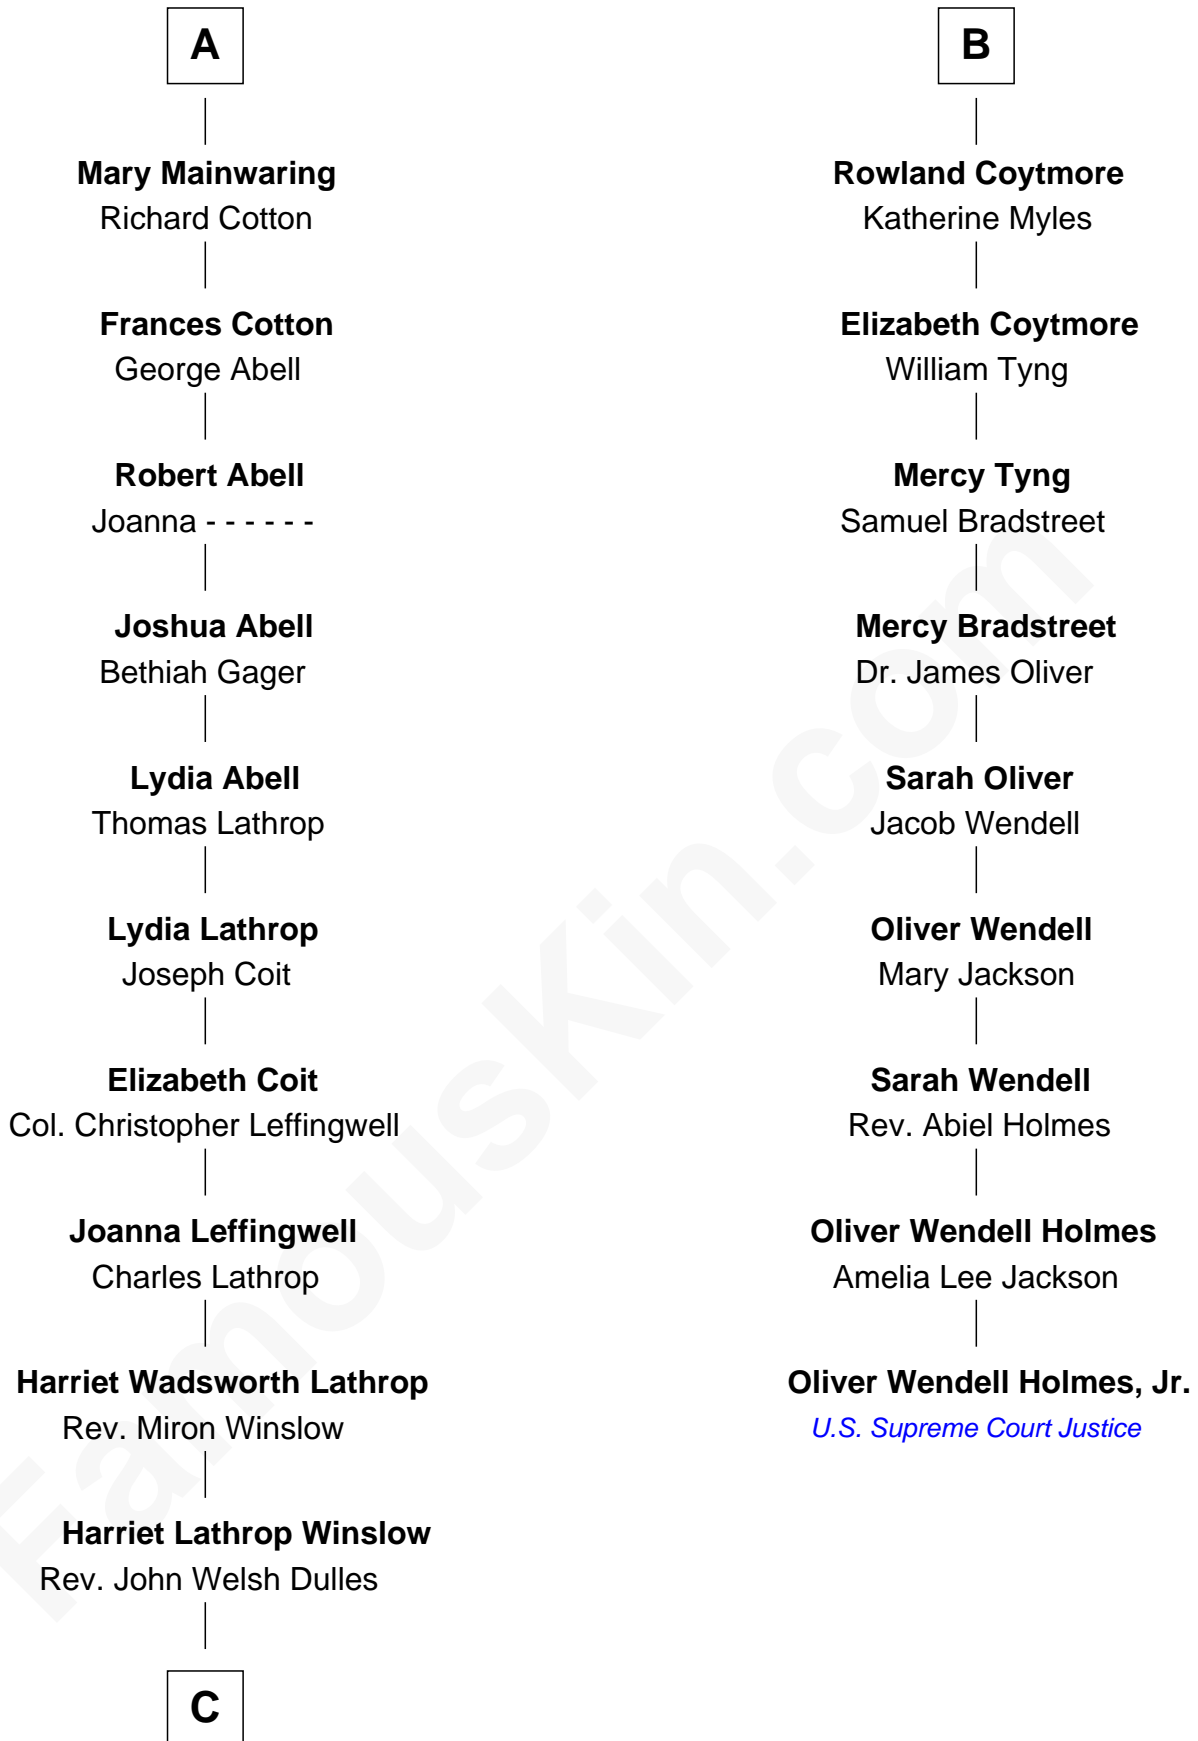 A
Mary Mainwaring
Richard Cotton
Frances Cotton
George Abell
Robert Abell
Joanna - - - - - -
Joshua Abell
Bethiah Gager
Lydia Abell
Thomas Lathrop
Lydia Lathrop
Joseph Coit
Elizabeth Coit
Col. Christopher Leffingwell
Joanna Leffingwell
Charles Lathrop
Harriet Wadsworth Lathrop
Rev. Miron Winslow
Harriet Lathrop Winslow
Rev. John Welsh Dulles
C
B
Rowland Coytmore
Katherine Myles
Elizabeth Coytmore
William Tyng
Mercy Tyng
Samuel Bradstreet
Mercy Bradstreet
Dr. James Oliver
Sarah Oliver
Jacob Wendell
Oliver Wendell
Mary Jackson
Sarah Wendell
Rev. Abiel Holmes
Oliver Wendell Holmes
Amelia Lee Jackson
Oliver Wendell Holmes, Jr.
U.S. Supreme Court Justice
FamousKin.com